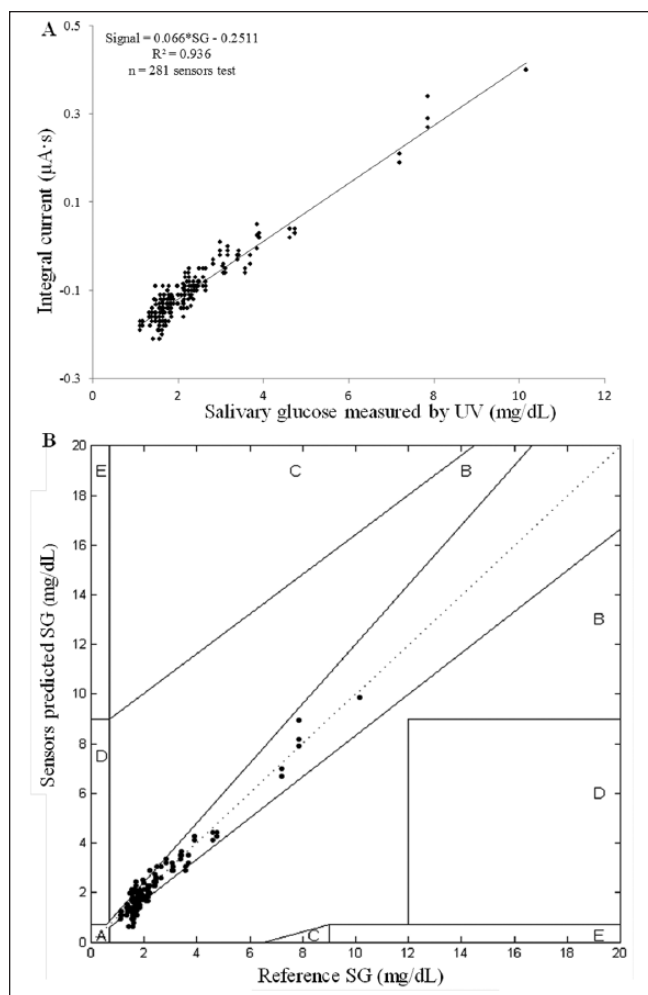 A
Signal = 0.066*SG - 0.2511
R² = 0.936
n = 281 sensors test
0.5
0.3
0.1
-0.1
-0.3
Integral current (µA·s)
0 2 4 6 8 10 12
Salivary glucose measured by UV (mg/dL)
B
20
18
16
14
12
10
8
6
4
2
0
Sensors predicted SG (mg/dL)
E C B
B
D
D
A C E
0 2 4 6 8 10 12 14 16 18 20
Reference SG (mg/dL)